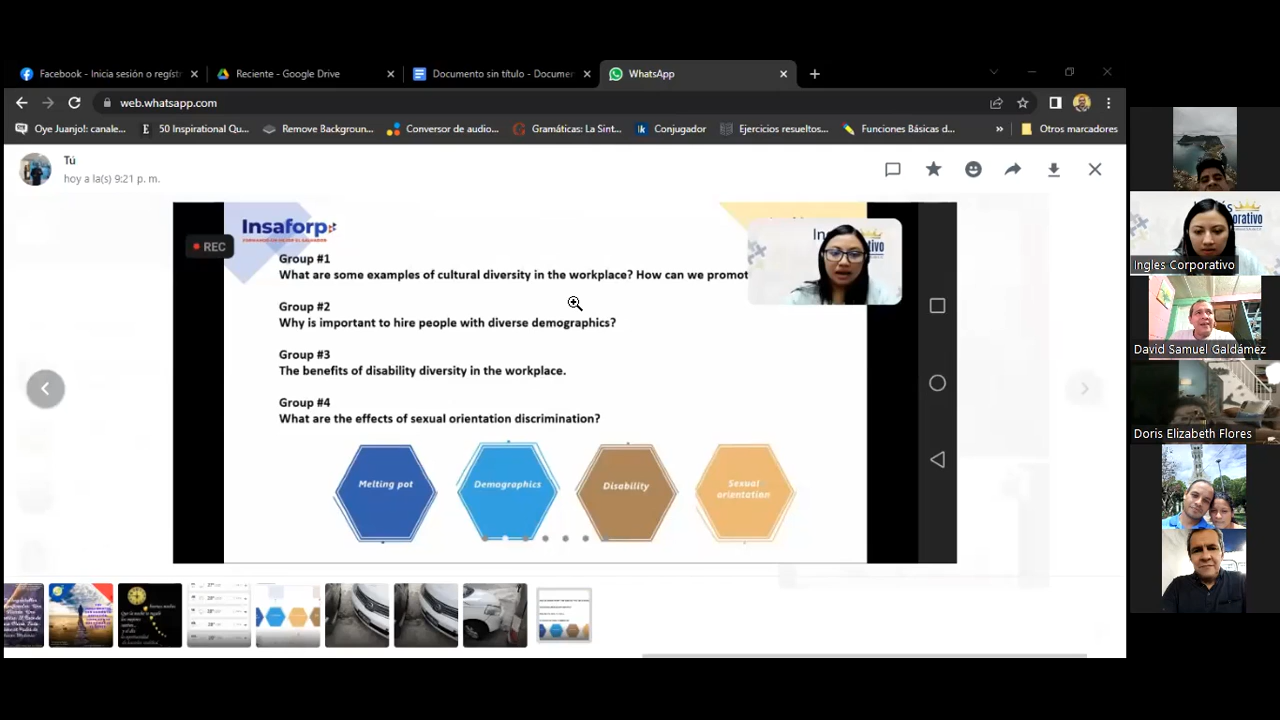 Facebook - Inicia sesión o regístr
Reciente - Google Drive
Documento sin título - Documen
WhatsApp
web.whatsapp.com
Oye Juanjo!: canale...
50 Inspirational Qu...
Remove Backgroun...
Conversor de audio...
Gramáticas: La Sint...
Conjugador
Ejercicios resueltos...
Funciones Básicas d...
Otros marcadores
Tú
hoy a la(s) 9:21 p. m.
Insaforp
REC
Group #1
What are some examples of cultural diversity in the workplace? How can we promot
Group #2
Why is important to hire people with diverse demographics?
Group #3
The benefits of disability diversity in the workplace.
Group #4
What are the effects of sexual orientation discrimination?
Melting pot
Demographics
Disability
Sexual
orientation
Ingles Corporativo
David Samuel Galdámez
Doris Elizabeth Flores